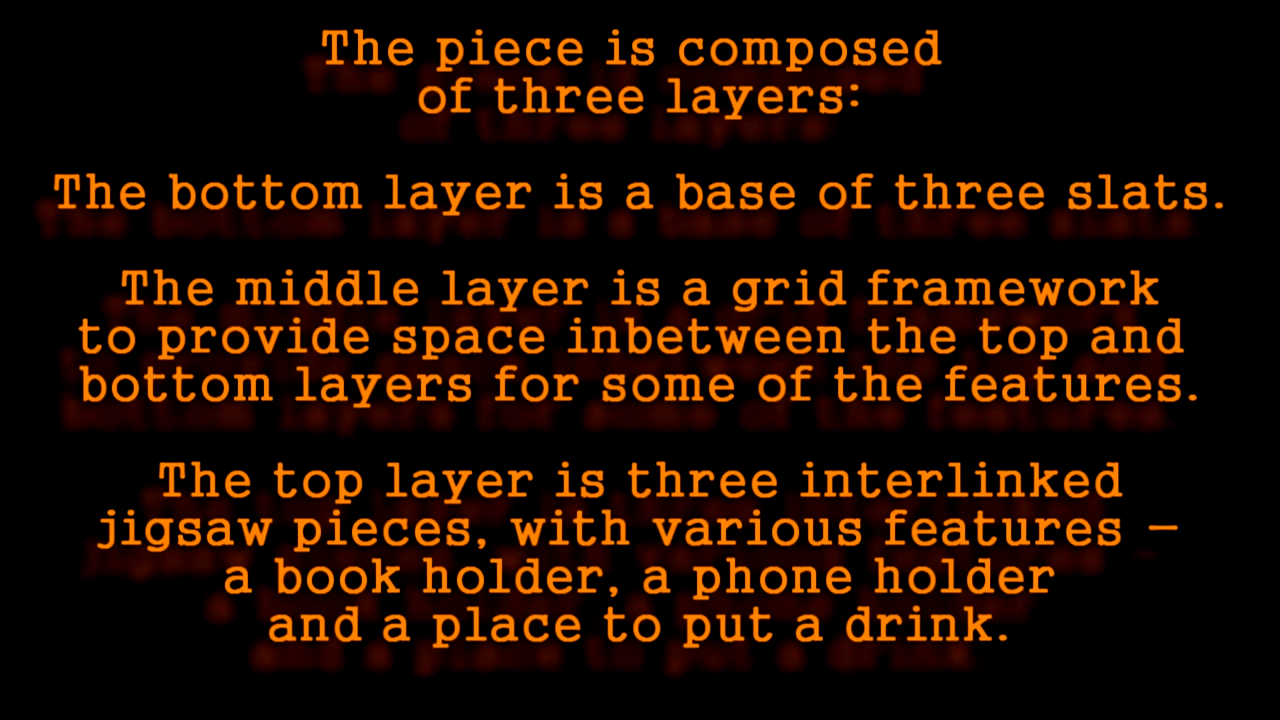 The piece is composed
of three layers:
The bottom layer is a base of three slats.
The middle layer is a grid framework
to provide space inbetween the top and
bottom layers for some of the features.
The top layer is three interlinked
jigsaw pieces, with various features —
a book holder, a phone holder
and a place to put a drink.